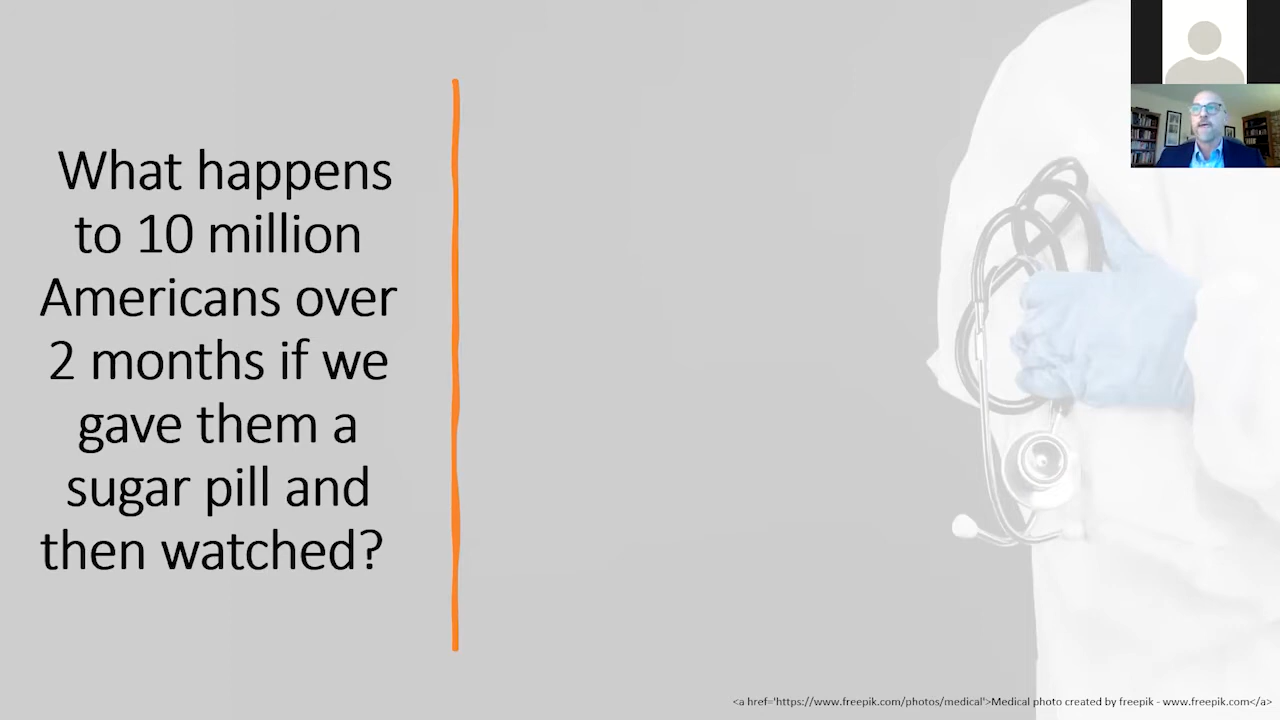 What happens
to 10 million
Americans over
2 months if we
gave them a
sugar pill and
then watched?
<a href='https://www.freepik.com/photos/medical'>Medical photo created by freepik - www.freepik.com</a>